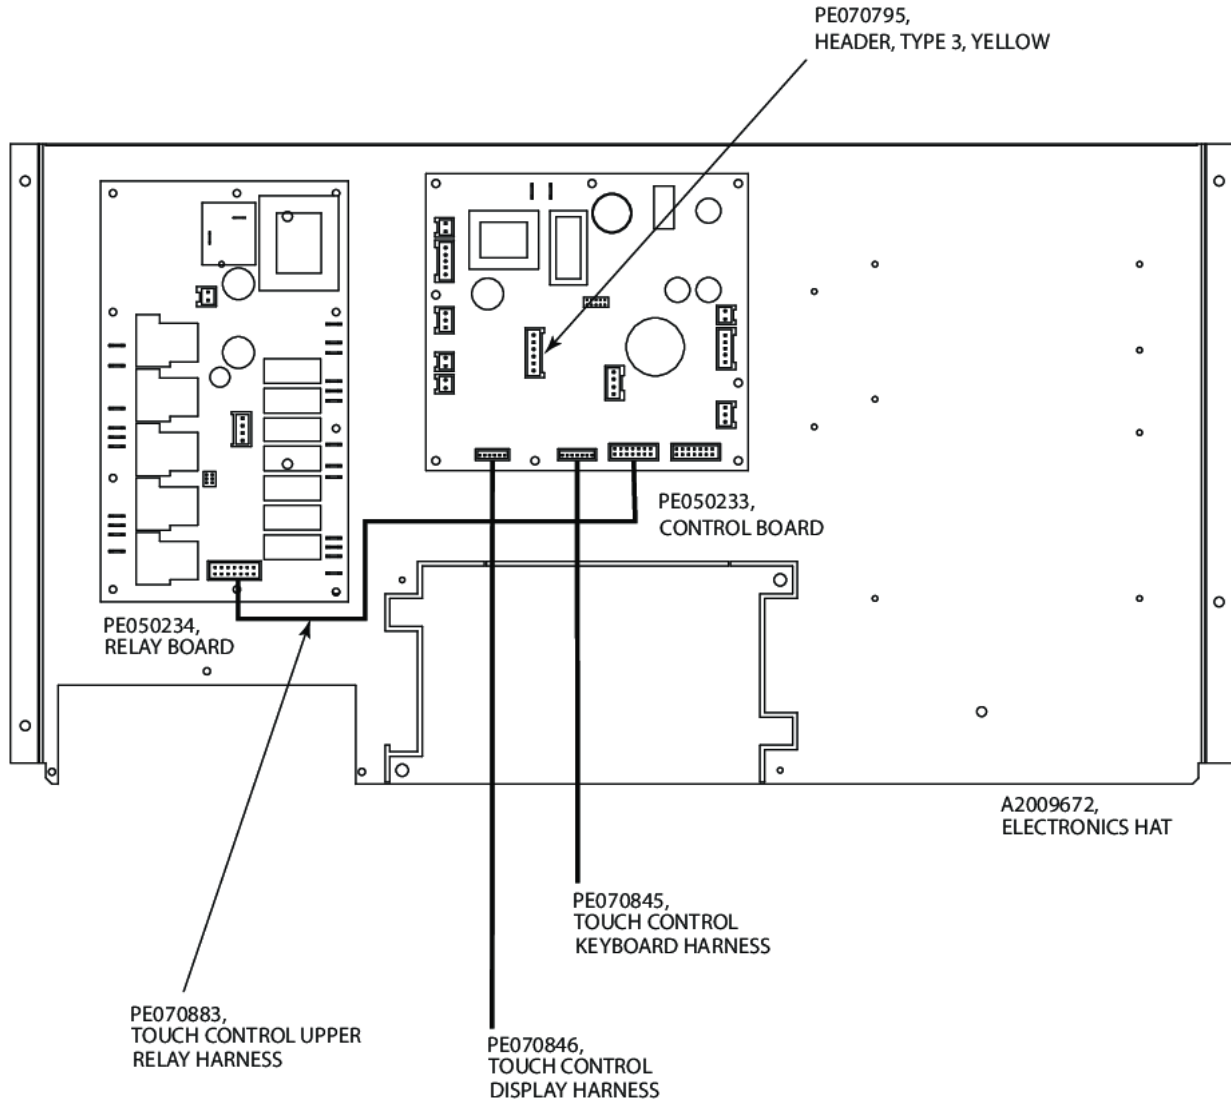 PE070795,
HEADER, TYPE 3, YELLOW
PE050233,
CONTROL BOARD
PE050234,
RELAY BOARD
A2009672,
ELECTRONICS HAT
PE070845,
TOUCH CONTROL
KEYBOARD HARNESS
PE070883,
TOUCH CONTROL UPPER
RELAY HARNESS
PE070846,
TOUCH CONTROL
DISPLAY HARNESS